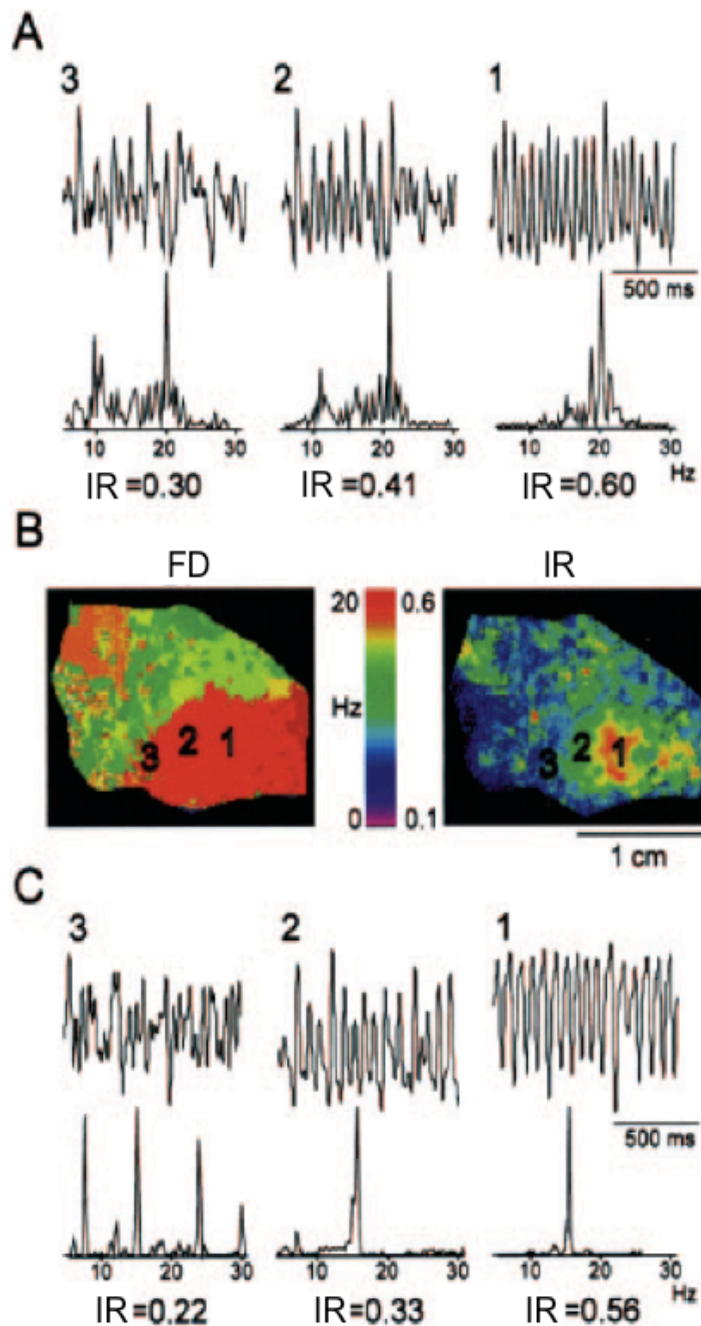 A
3 2 1
500 ms
10 20 30 10 20 30 10 20 30 Hz
IR =0.30 IR =0.41 IR =0.60
B
FD IR
20 0.6
Hz
3 2 1 3 2 1
0 0.1
1 cm
C
3 2 1
500 ms
10 20 30 10 20 30 10 20 30 Hz
IR =0.22 IR =0.33 IR =0.56